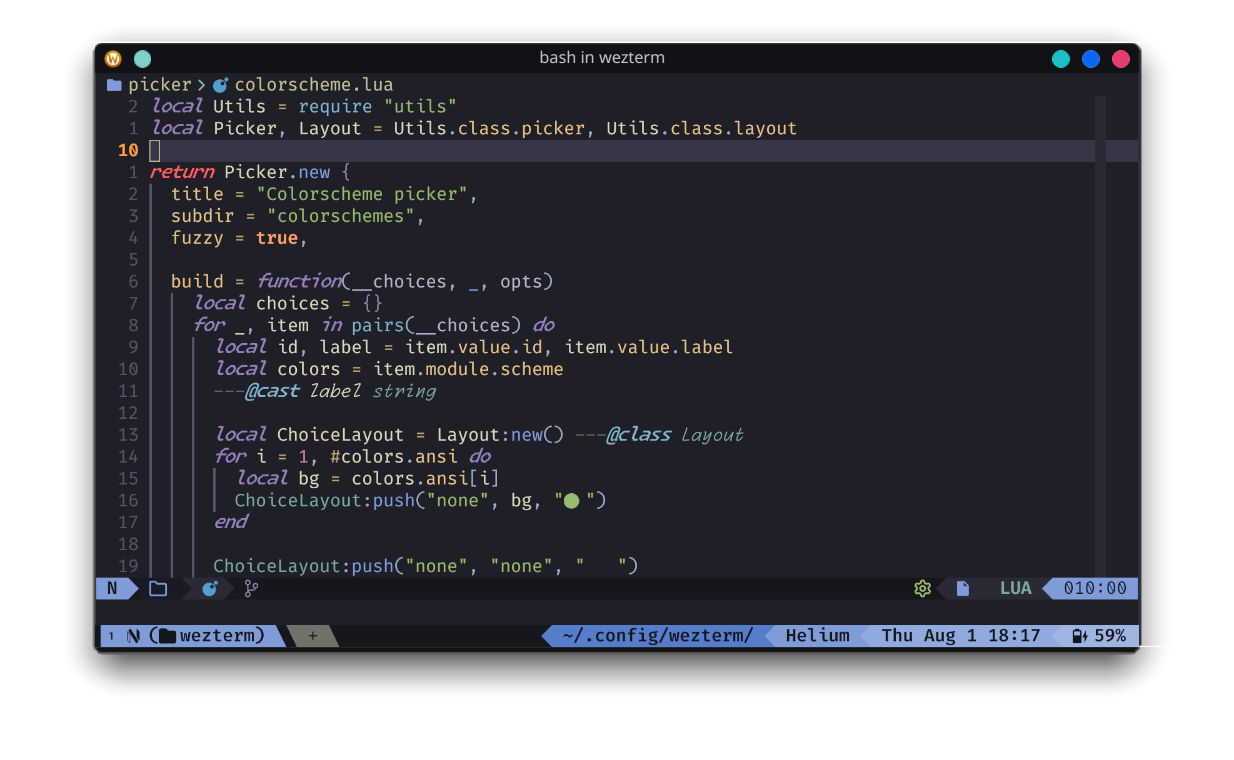 W bash in wezterm
picker > colorscheme.lua
2 local Utils = require "utils"
1 local Picker, Layout = Utils.class.picker, Utils.class.layout
10
1 return Picker.new {
2 title = "Colorscheme picker",
3 subdir = "colorschemes",
4 fuzzy = true,
5
6 build = function(__choices, _, opts)
7 local choices = {}
8 for _, item in pairs(__choices) do
9 local id, label = item.value.id, item.value.label
10 local colors = item.module.scheme
11 ---@cast label string
12
13 local ChoiceLayout = Layout:new() ---@class Layout
14 for i = 1, #colors.ansi do
15 local bg = colors.ansi[i]
16 ChoiceLayout:push("none", bg, "● ")
17 end
18
19 ChoiceLayout:push("none", "none", "   ")
N LUA 010:00
1 N ( wezterm) + ~/.config/wezterm/ Helium Thu Aug 1 18:17 59%